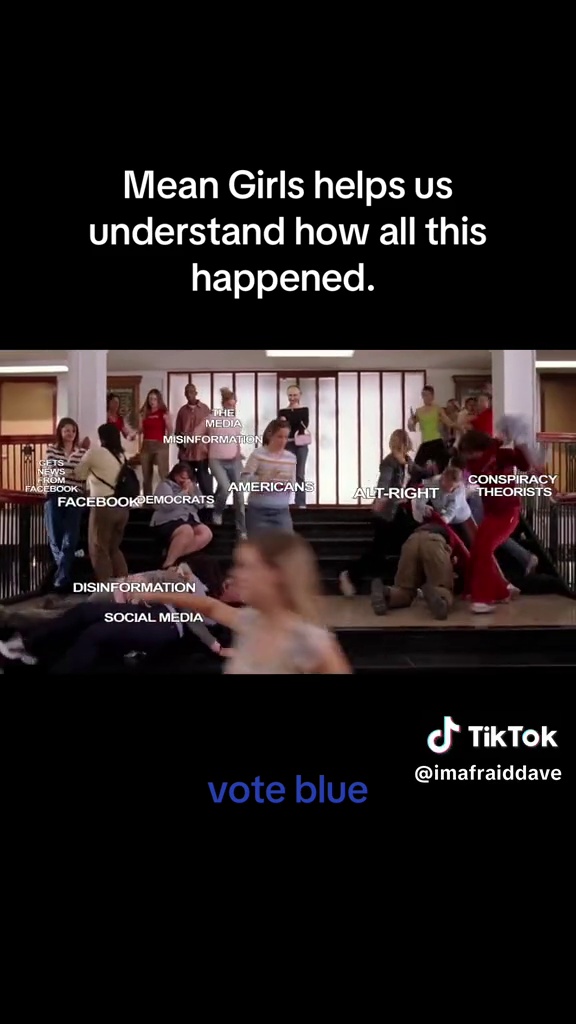 Mean Girls helps us
understand how all this
happened.
THE
MEDIA
MISINFORMATION
GETS
NEWS
FROM
FACEBOOK
FACEBOOK
DEMOCRATS
AMERICANS
ALT-RIGHT
CONSPIRACY
THEORISTS
DISINFORMATION
SOCIAL MEDIA
TikTok
@imafraiddave
vote blue